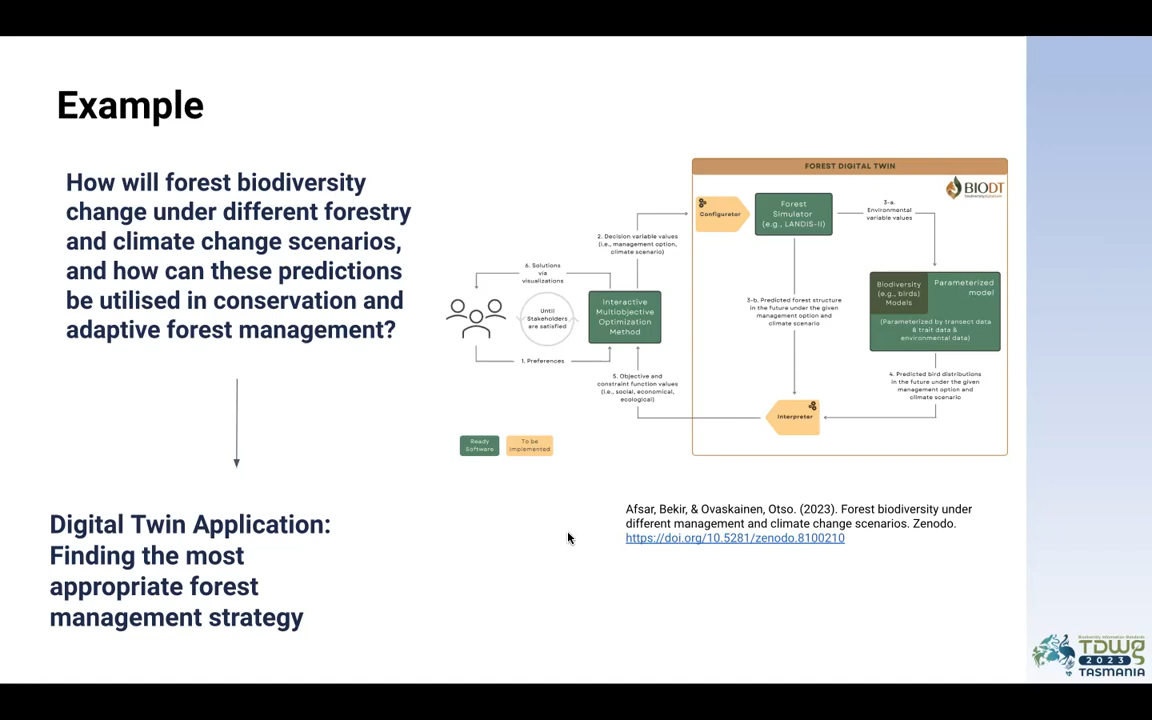 Example
How will forest biodiversity
change under different forestry
and climate change scenarios,
and how can these predictions
be utilised in conservation and
adaptive forest management?
Digital Twin Application:
Finding the most
appropriate forest
management strategy
FOREST DIGITAL TWIN
BIODT
Configurator
Forest
Simulator
(e.g., LANDIS-II)
3-a.
Environmental
variable values
2. Decision variable values
(i.e., management option,
climate scenario)
6. Solutions
via
visualizations
Until
Stakeholders
are satisfied
Interactive
Multiobjective
Optimization
Method
1. Preferences
3-b. Predicted forest structure
in the future under the given
management option and
climate scenario
Biodiversity
(e.g., birds)
Models
Parameterized
model
(Parameterized by transect data
& trait data &
environmental data)
5. Objective and
constraint function values
(i.e., social, economical,
ecological)
4. Predicted bird distributions
in the future under the given
management option and
climate scenario
Interpreter
Ready
Software
To be
Implemented
Afsar, Bekir, & Ovaskainen, Otso. (2023). Forest biodiversity under
different management and climate change scenarios. Zenodo.
https://doi.org/10.5281/zenodo.8100210
Biodiversity Information Standards
TDWG
2023
TASMANIA